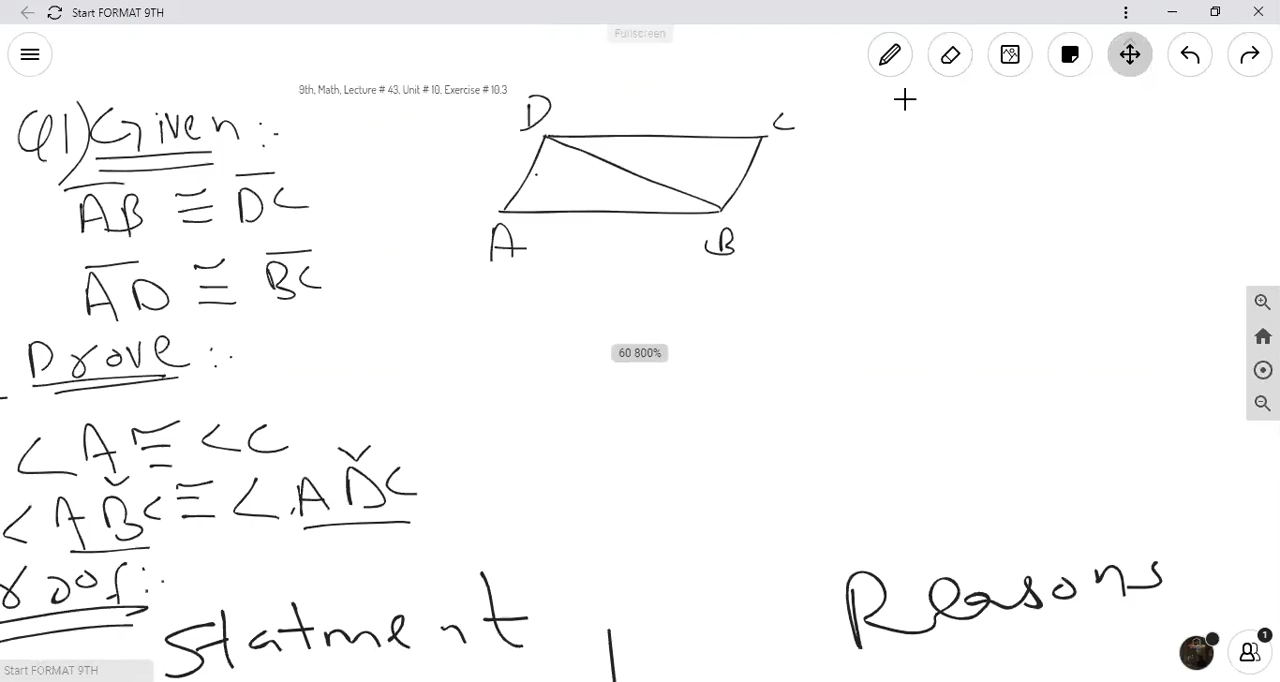 Start FORMAT 9TH
Fullscreen
9th, Math, Lecture # 43, Unit # 10, Exercise # 10.3
Q1) Given :-
AB ≅ DC
AD ≅ BC
D
C
A
B
60 800%
Prove :-
<A ≅ <C
<ABC ≅ <ADC
roof:
Statment
Reasons
Start FORMAT 9TH
1